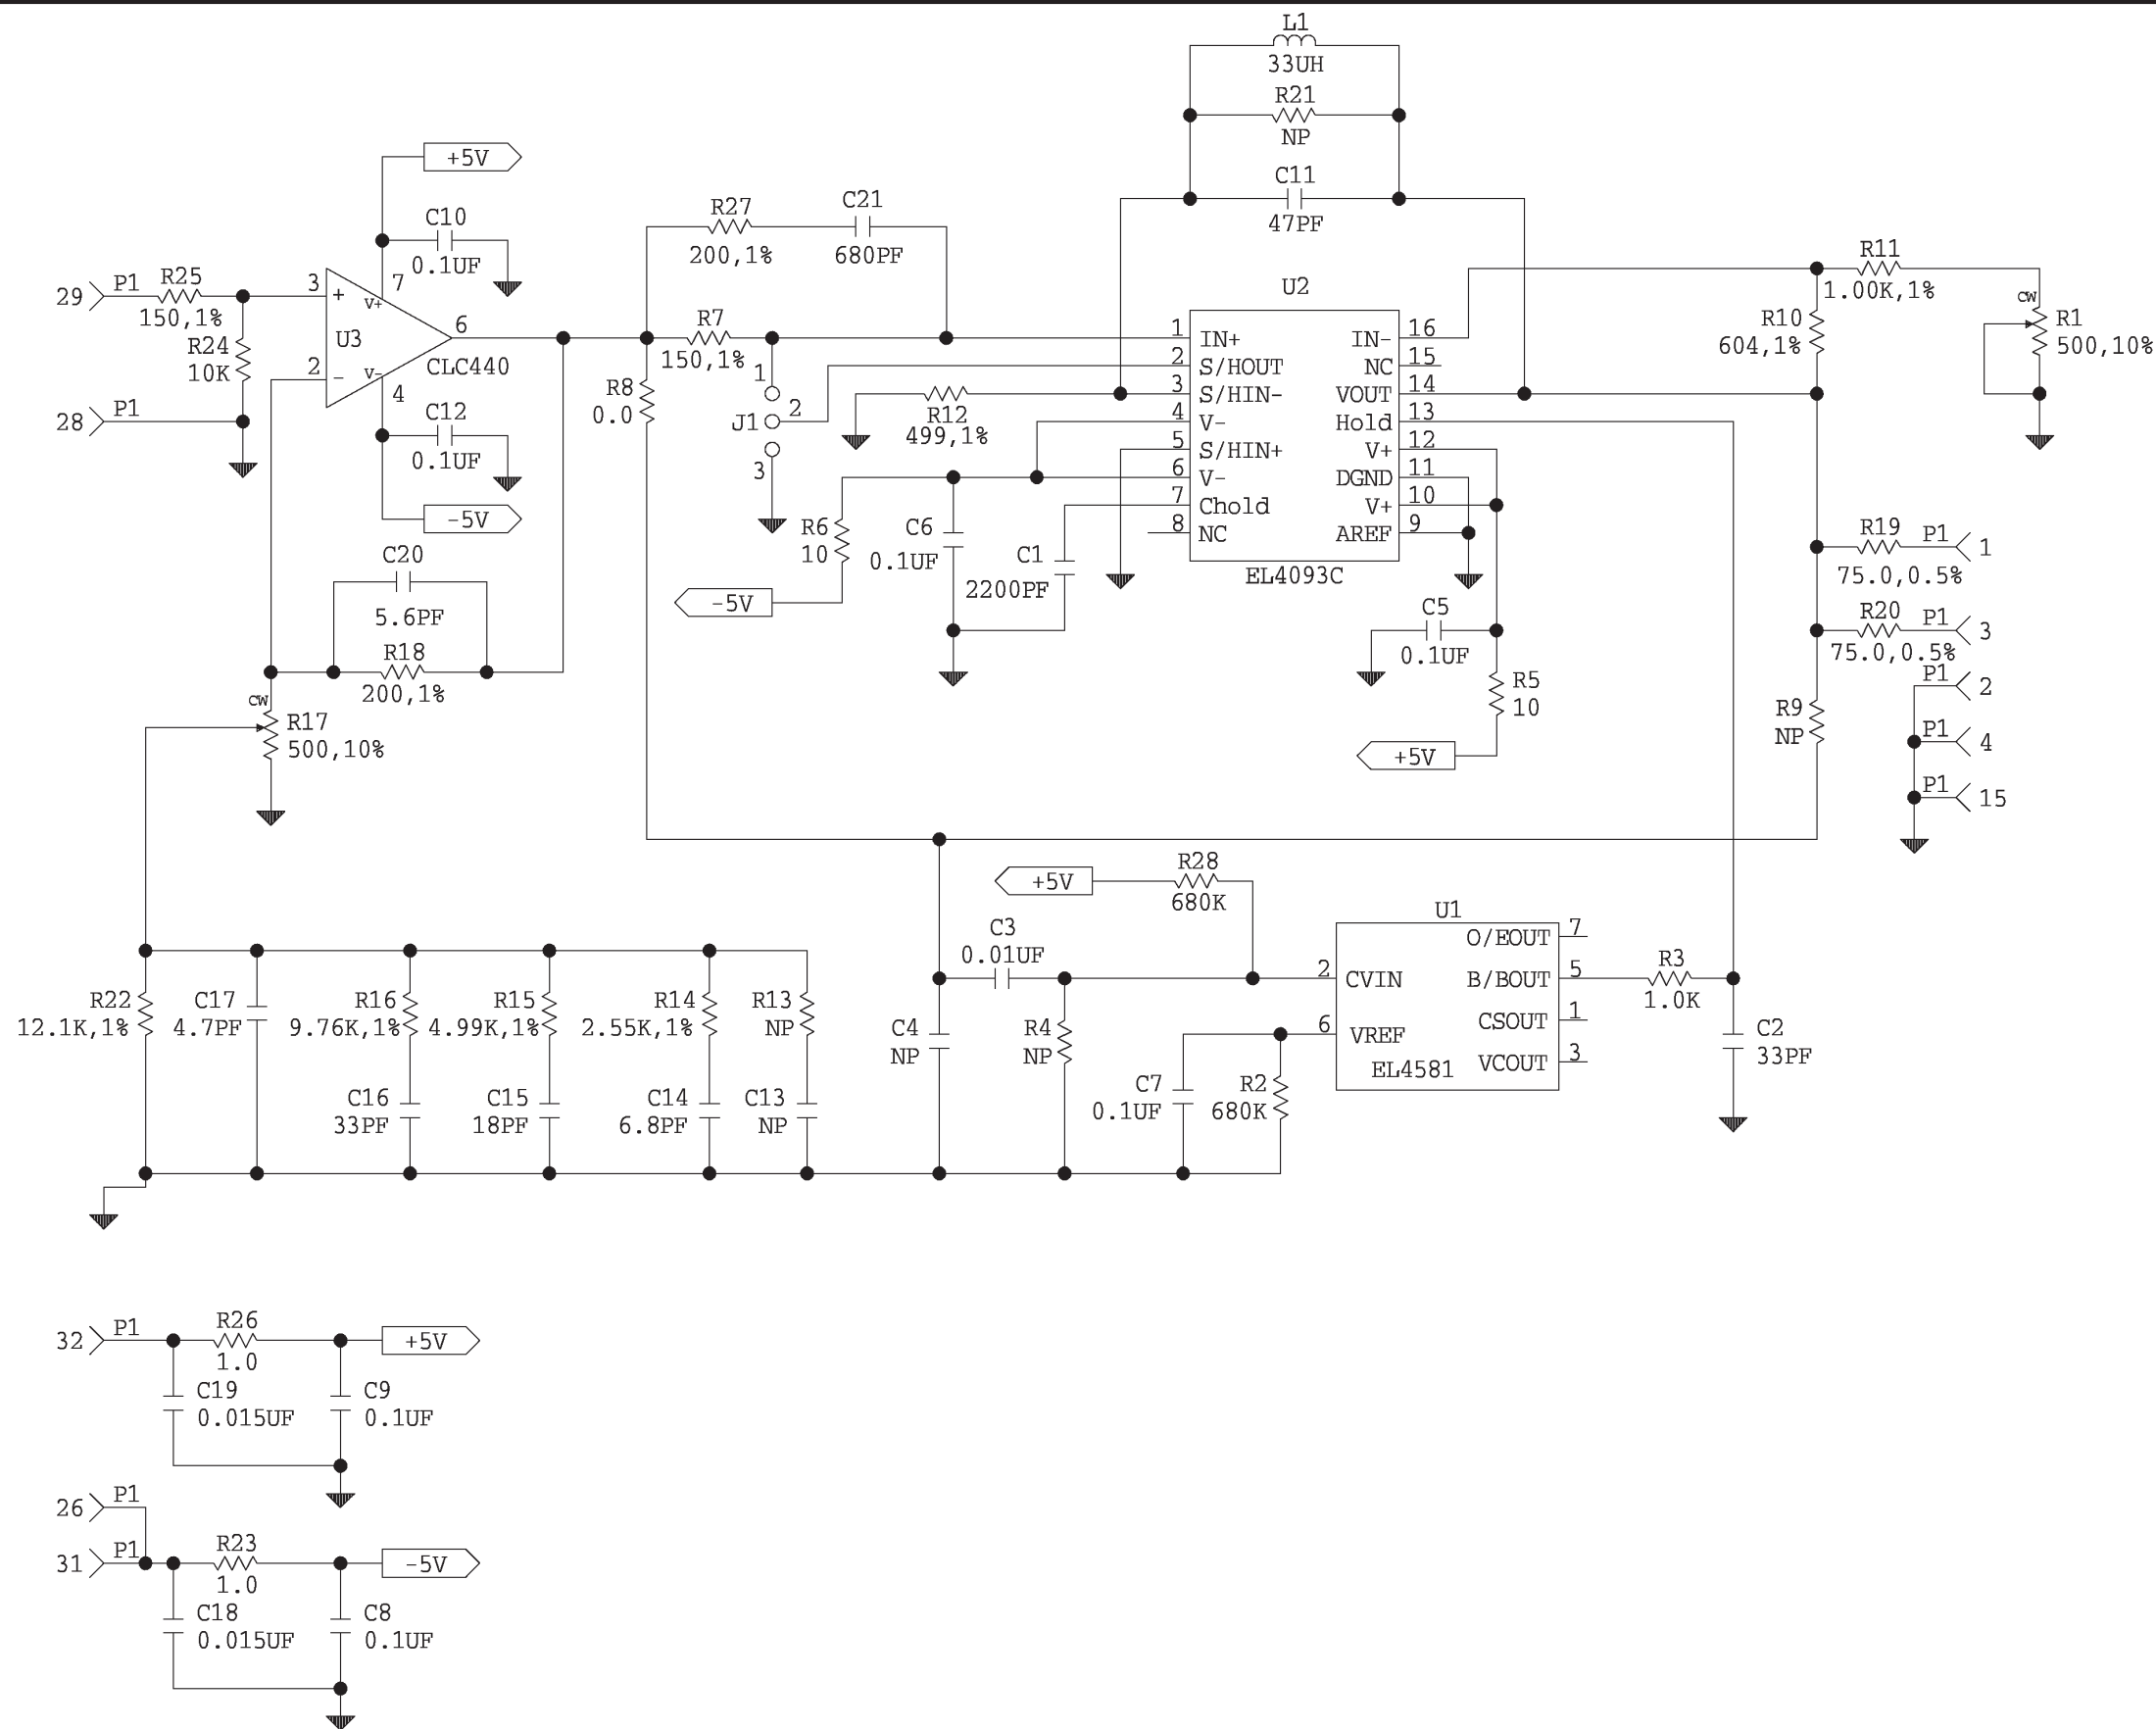 L1
33UH
R21
NP
C11
47PF
+5V
C10
0.1UF
7
29
P1
R25
150,1%
R24
10K
28
P1
3
+
V+
U3
2
-
V-
4
6
CLC440
C12
0.1UF
-5V
C20
5.6PF
R18
200,1%
CW
R17
500,10%
R27
200,1%
C21
680PF
R7
150,1%
R8
0.0
1
J1
2
3
R12
499,1%
R6
10
-5V
C6
0.1UF
C1
2200PF
U2
1 IN+ IN- 16
2 S/HOUT NC 15
3 S/HIN- VOUT 14
4 V- Hold 13
5 S/HIN+ V+ 12
6 V- DGND 11
7 Chold V+ 10
8 NC AREF 9
EL4093C
C5
0.1UF
R5
10
+5V
R11
1.00K,1%
R10
604,1%
CW
R1
500,10%
R19
P1
1
75.0,0.5%
R20
P1
3
75.0,0.5%
P1
2
P1
4
P1
15
R9
NP
+5V
R28
680K
C3
0.01UF
C4
NP
R4
NP
C7
0.1UF
R2
680K
U1
O/EOUT 7
2 CVIN B/BOUT 5
CSOUT 1
6 VREF
VCOUT 3
EL4581
R3
1.0K
C2
33PF
R22
12.1K,1%
C17
4.7PF
R16
9.76K,1%
R15
4.99K,1%
R14
2.55K,1%
R13
NP
C16
33PF
C15
18PF
C14
6.8PF
C13
NP
32
P1
R26
1.0
+5V
C19
0.015UF
C9
0.1UF
26
P1
31
P1
R23
1.0
-5V
C18
0.015UF
C8
0.1UF